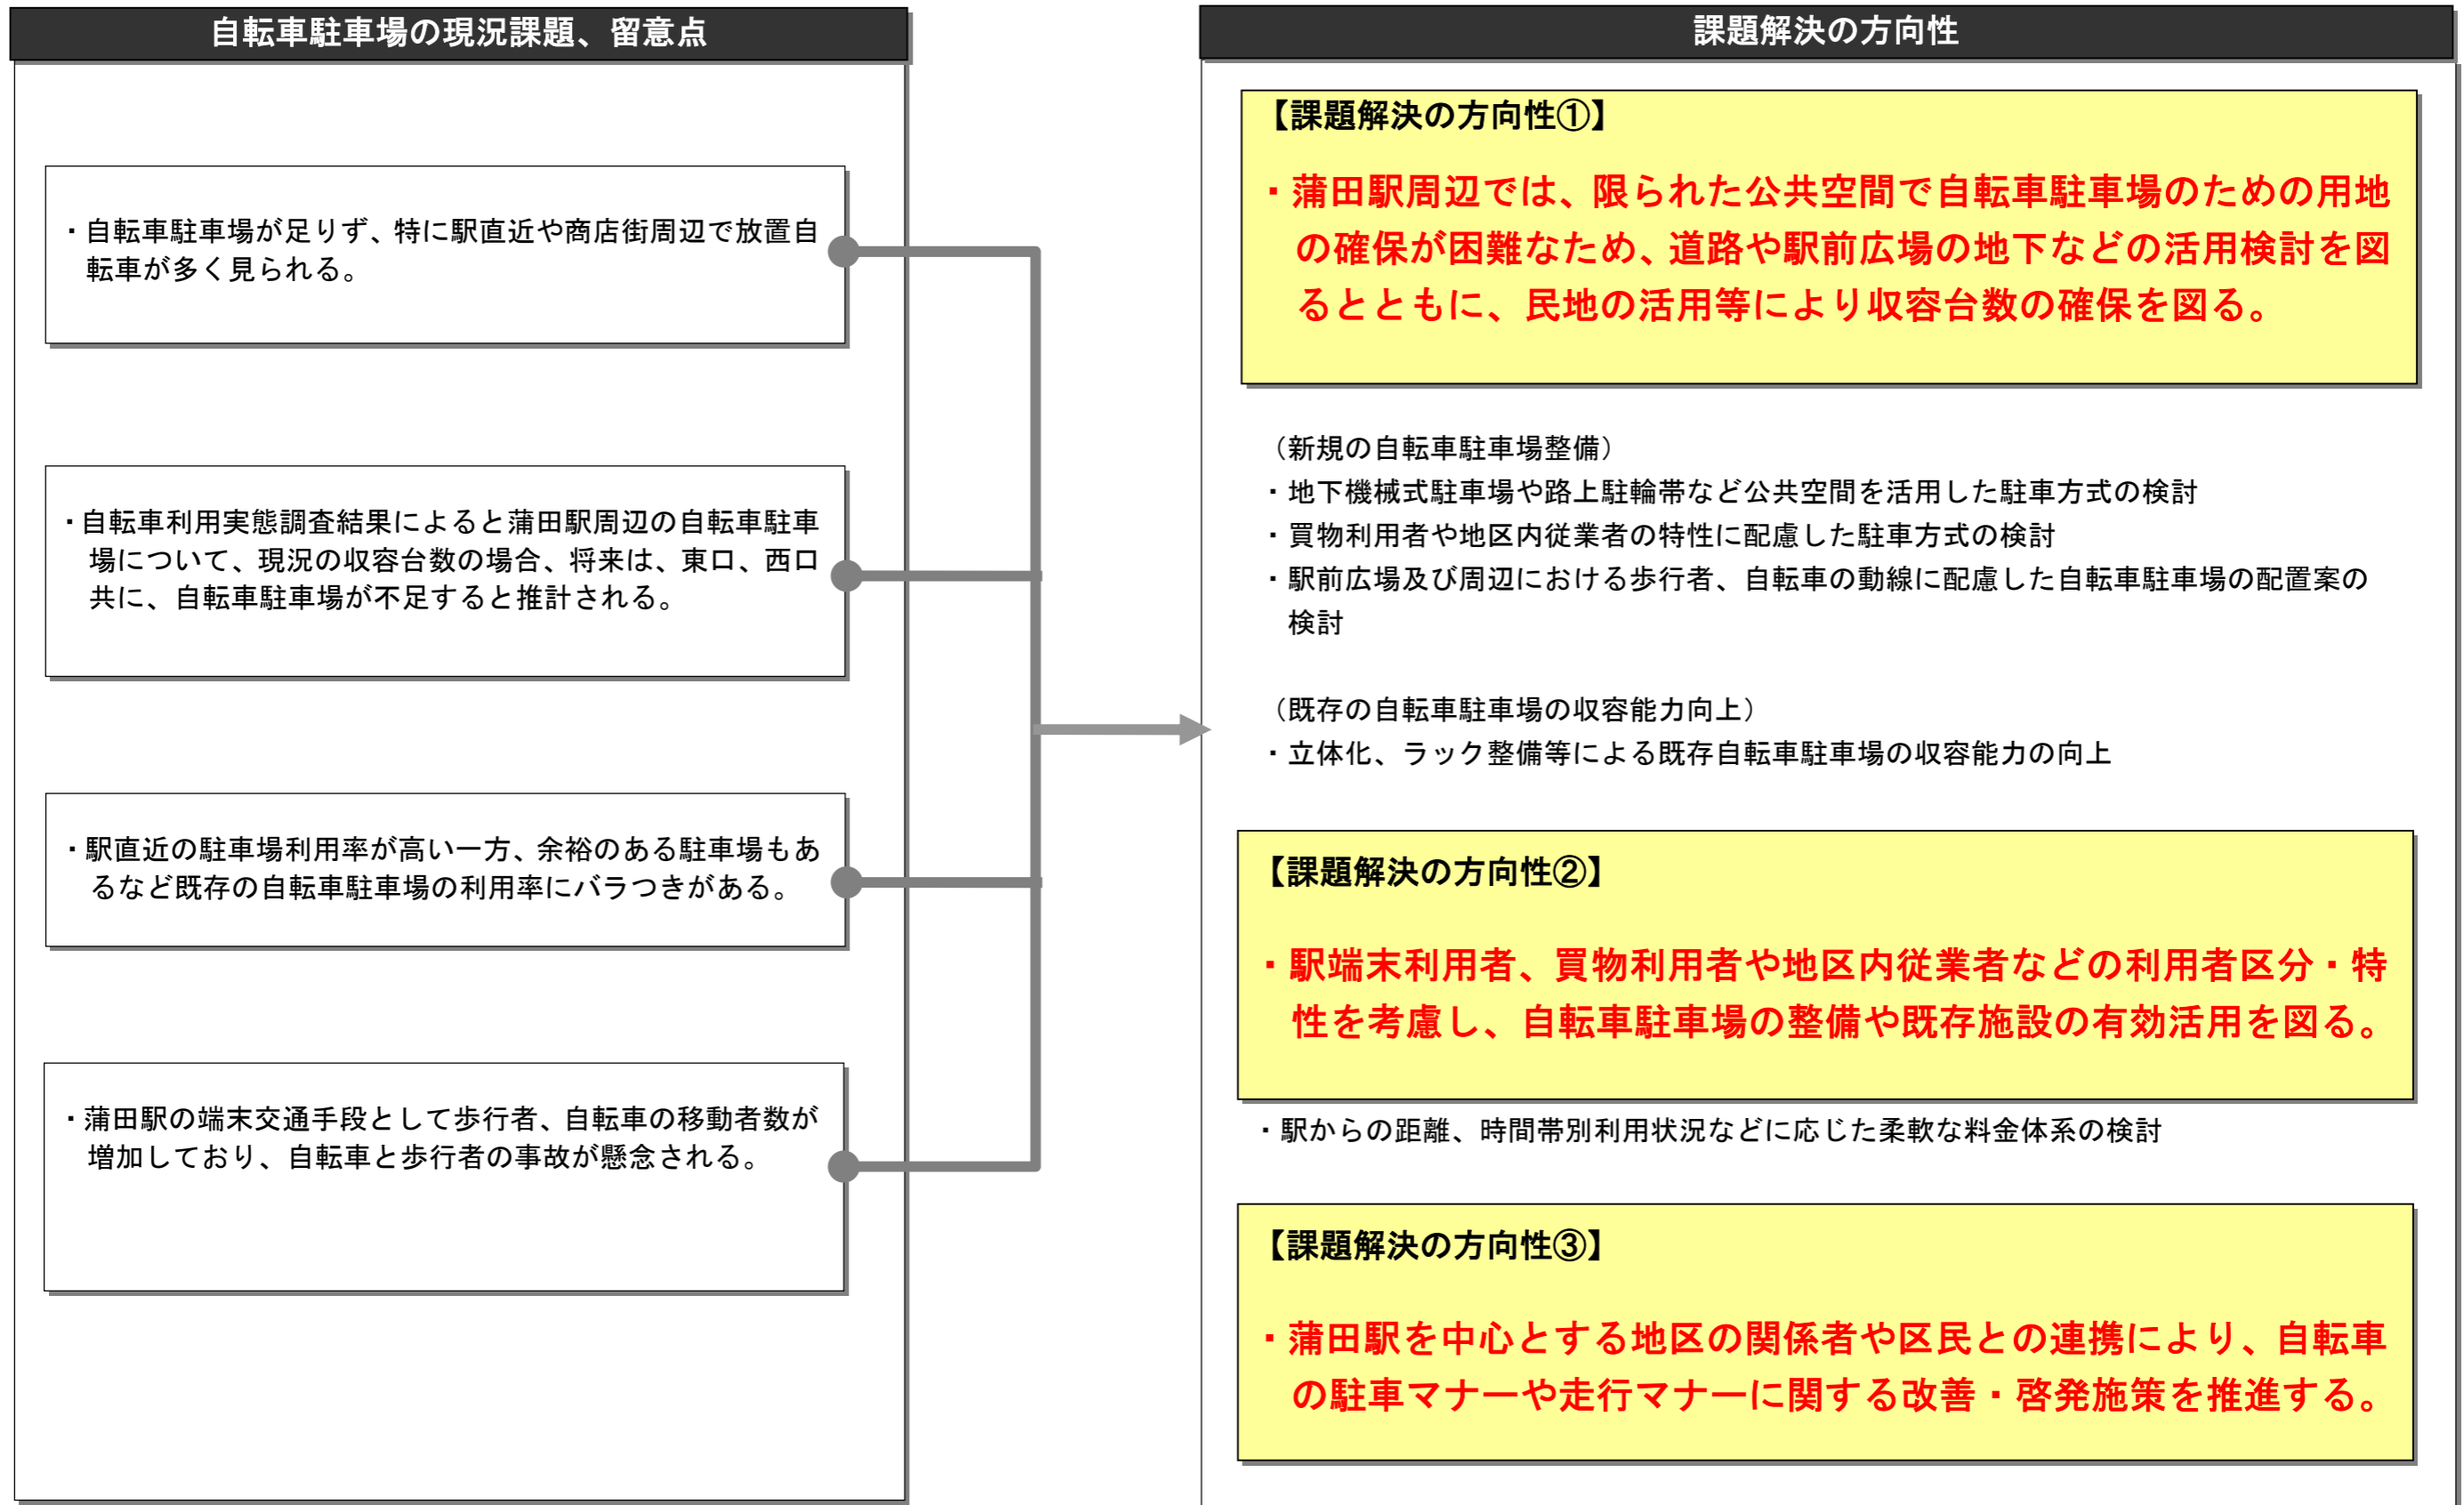 自転車駐車場の現況課題、留意点
・自転車駐車場が足りず、特に駅直近や商店街周辺で放置自
転車が多く見られる。
・自転車利用実態調査結果によると蒲田駅周辺の自転車駐車
場について、現況の収容台数の場合、将来は、東口、西口
共に、自転車駐車場が不足すると推計される。
・駅直近の駐車場利用率が高い一方、余裕のある駐車場もあ
るなど既存の自転車駐車場の利用率にバラつきがある。
・蒲田駅の端末交通手段として歩行者、自転車の移動者数が
増加しており、自転車と歩行者の事故が懸念される。
課題解決の方向性
【課題解決の方向性①】
・蒲田駅周辺では、限られた公共空間で自転車駐車場のための用地
の確保が困難なため、道路や駅前広場の地下などの活用検討を図
るとともに、民地の活用等により収容台数の確保を図る。
（新規の自転車駐車場整備）
・地下機械式駐車場や路上駐輪帯など公共空間を活用した駐車方式の検討
・買物利用者や地区内従業者の特性に配慮した駐車方式の検討
・駅前広場及び周辺における歩行者、自転車の動線に配慮した自転車駐車場の配置案の
検討
（既存の自転車駐車場の収容能力向上）
・立体化、ラック整備等による既存自転車駐車場の収容能力の向上
【課題解決の方向性②】
・駅端末利用者、買物利用者や地区内従業者などの利用者区分・特
性を考慮し、自転車駐車場の整備や既存施設の有効活用を図る。
・駅からの距離、時間帯別利用状況などに応じた柔軟な料金体系の検討
【課題解決の方向性③】
・蒲田駅を中心とする地区の関係者や区民との連携により、自転車
の駐車マナーや走行マナーに関する改善・啓発施策を推進する。